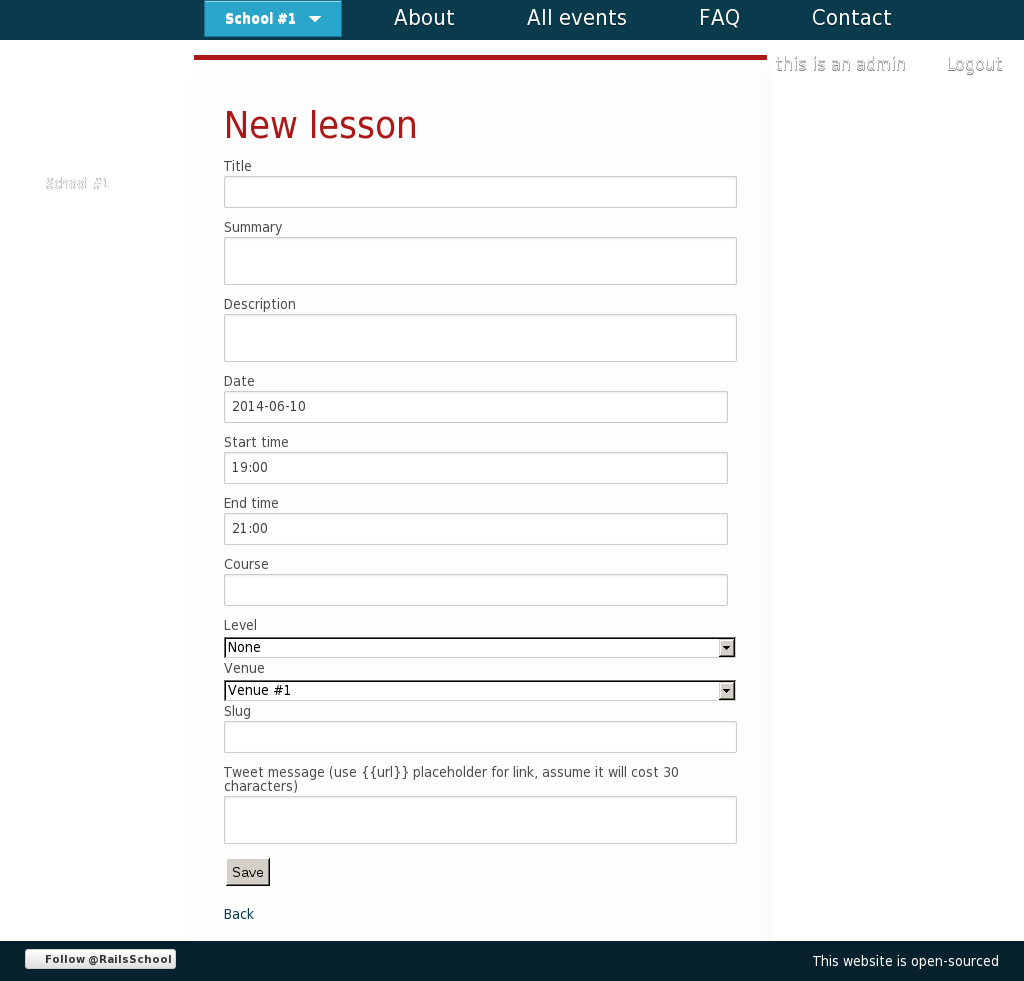 School #1
About
All events
FAQ
Contact
this is an admin
Logout
School #1
New lesson
Title
Summary
Description
Date
2014-06-10
Start time
19:00
End time
21:00
Course
Level
None
Venue
Venue #1
Slug
Tweet message (use {{url}} placeholder for link, assume it will cost 30
characters)
Save
Back
Follow @RailsSchool
This website is open-sourced